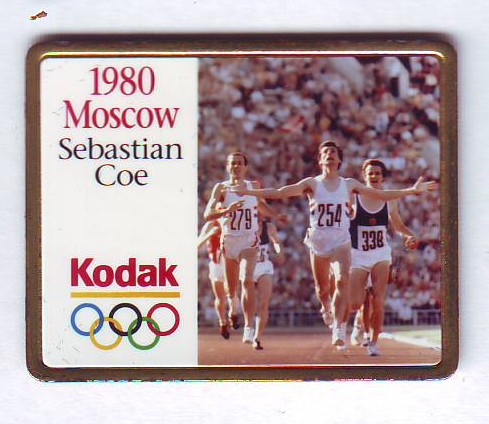 1980
Moscow
Sebastian
Coe
Kodak
279
254
338